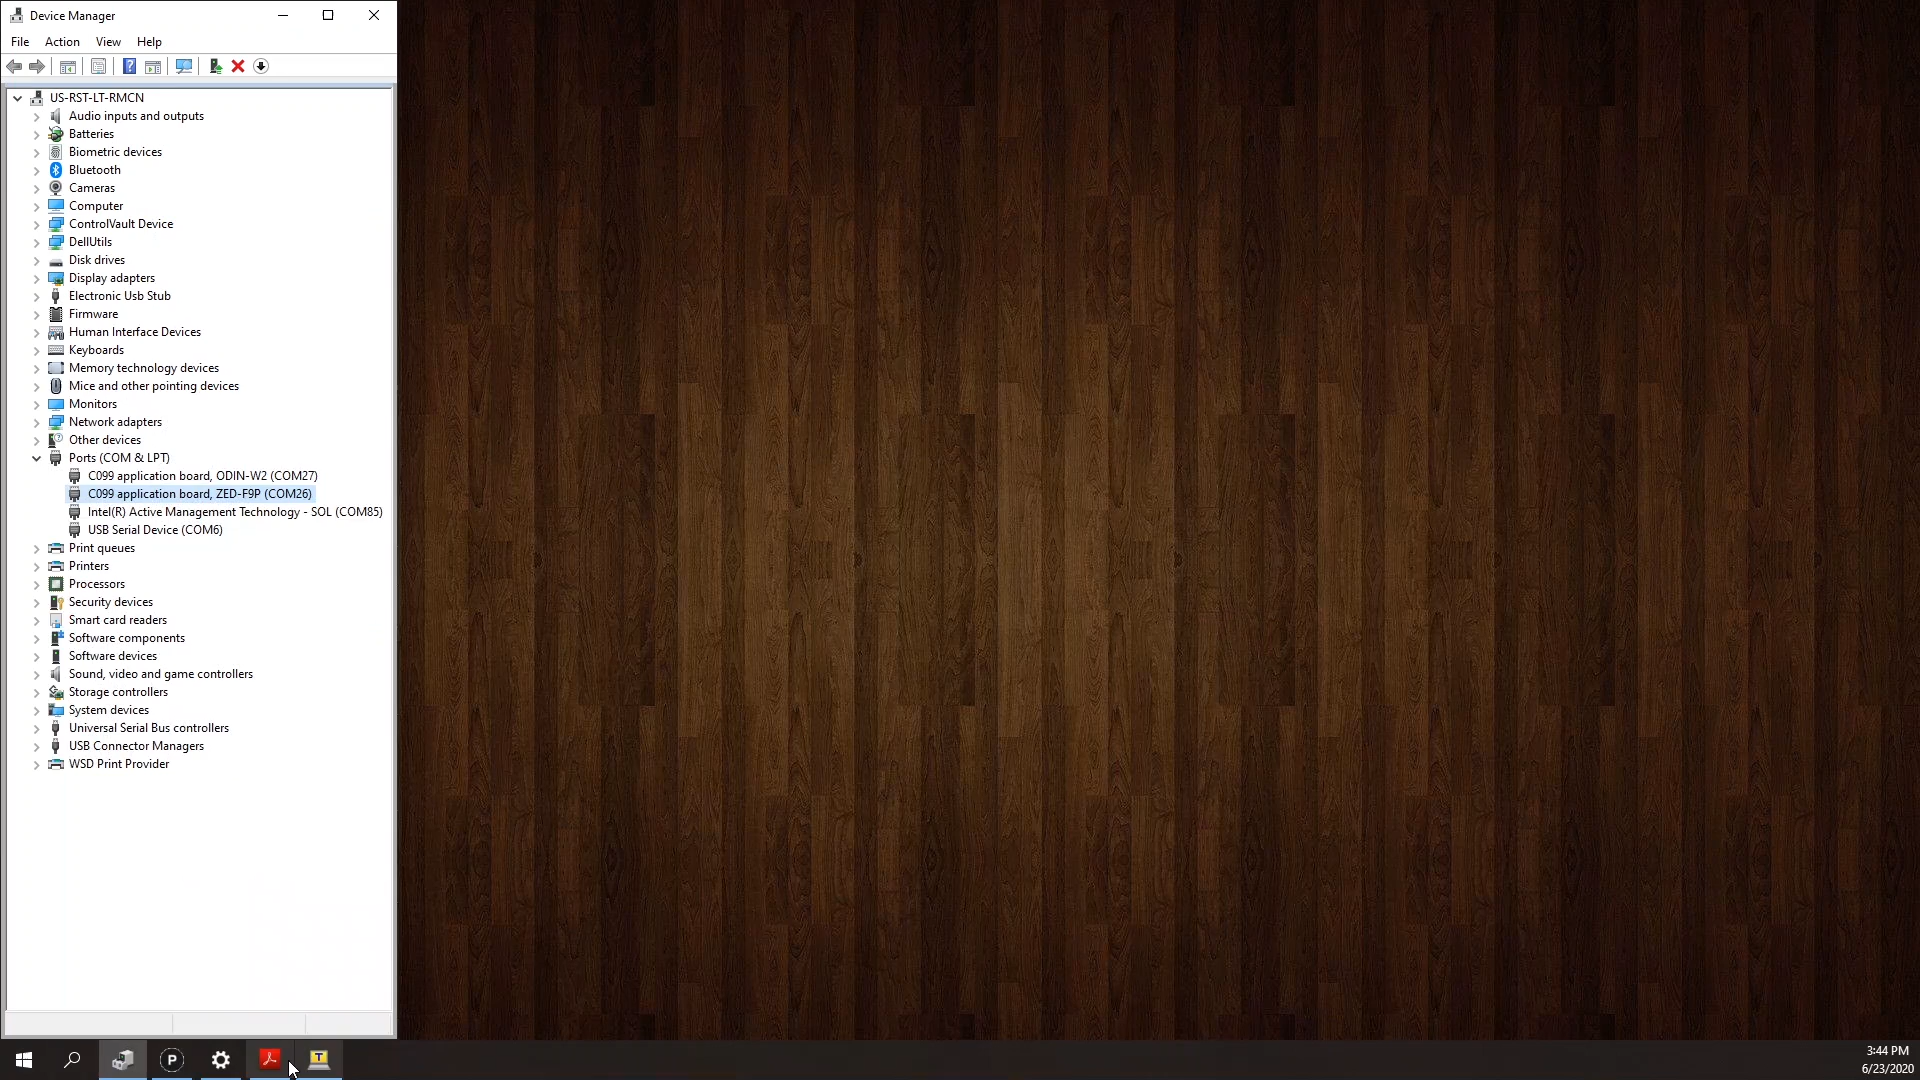 Device Manager
File Action View Help
US-RST-LT-RMCN
Audio inputs and outputs
Batteries
Biometric devices
Bluetooth
Cameras
Computer
ControlVault Device
DellUtils
Disk drives
Display adapters
Electronic Usb Stub
Firmware
Human Interface Devices
Keyboards
Memory technology devices
Mice and other pointing devices
Monitors
Network adapters
Other devices
Ports (COM & LPT)
C099 application board, ODIN-W2 (COM27)
C099 application board, ZED-F9P (COM26)
Intel(R) Active Management Technology - SOL (COM85)
USB Serial Device (COM6)
Print queues
Printers
Processors
Security devices
Smart card readers
Software components
Software devices
Sound, video and game controllers
Storage controllers
System devices
Universal Serial Bus controllers
USB Connector Managers
WSD Print Provider
P
T
3:44 PM
6/23/2020